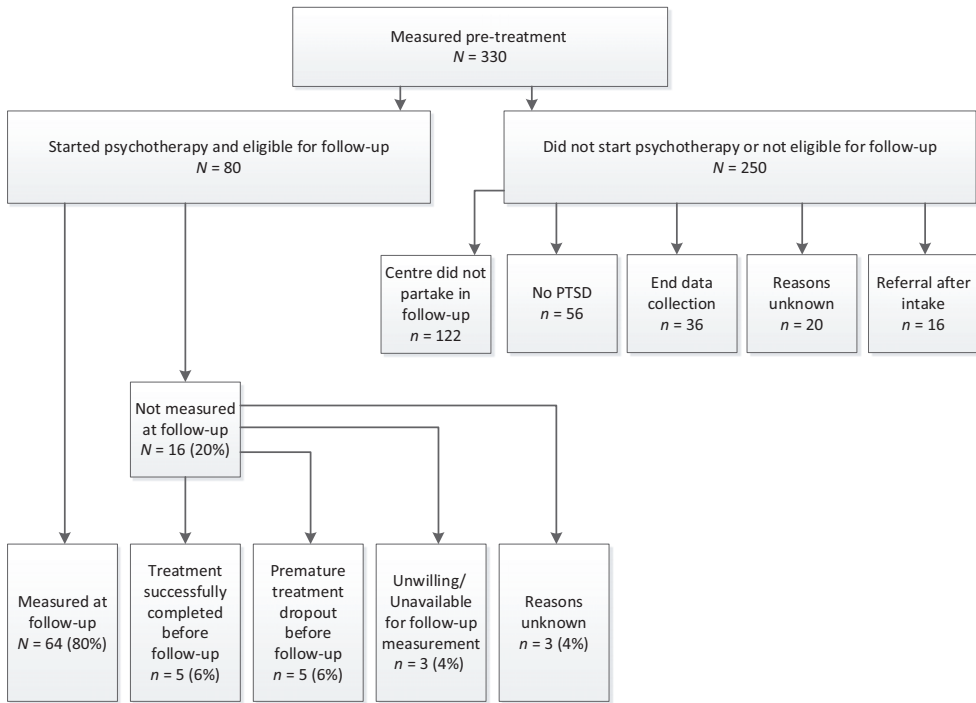 Measured pre-treatment
N = 330
Started psychotherapy and eligible for follow-up
N = 80
Did not start psychotherapy or not eligible for follow-up
N = 250
Centre did not
partake in
follow-up
n = 122
No PTSD
n = 56
End data
collection
n = 36
Reasons
unknown
n = 20
Referral after
intake
n = 16
Not measured
at follow-up
N = 16 (20%)
Measured at
follow-up
N = 64 (80%)
Treatment
successfully
completed
before
follow-up
n = 5 (6%)
Premature
treatment
dropout
before
follow-up
n = 5 (6%)
Unwilling/
Unavailable
for follow-up
measurement
n = 3 (4%)
Reasons
unknown
n = 3 (4%)